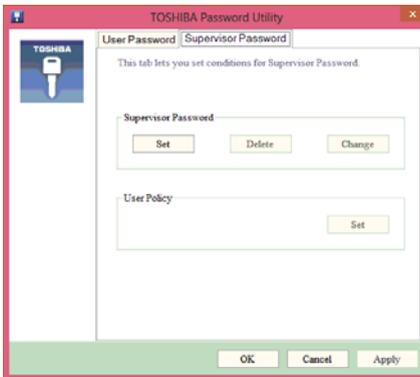 TOSHIBA Password Utility
x
User Password Supervisor Password
TOSHIBA
This tab lets you set conditions for Supervisor Password.
Supervisor Password
Set Delete Change
User Policy
Set
OK Cancel Apply